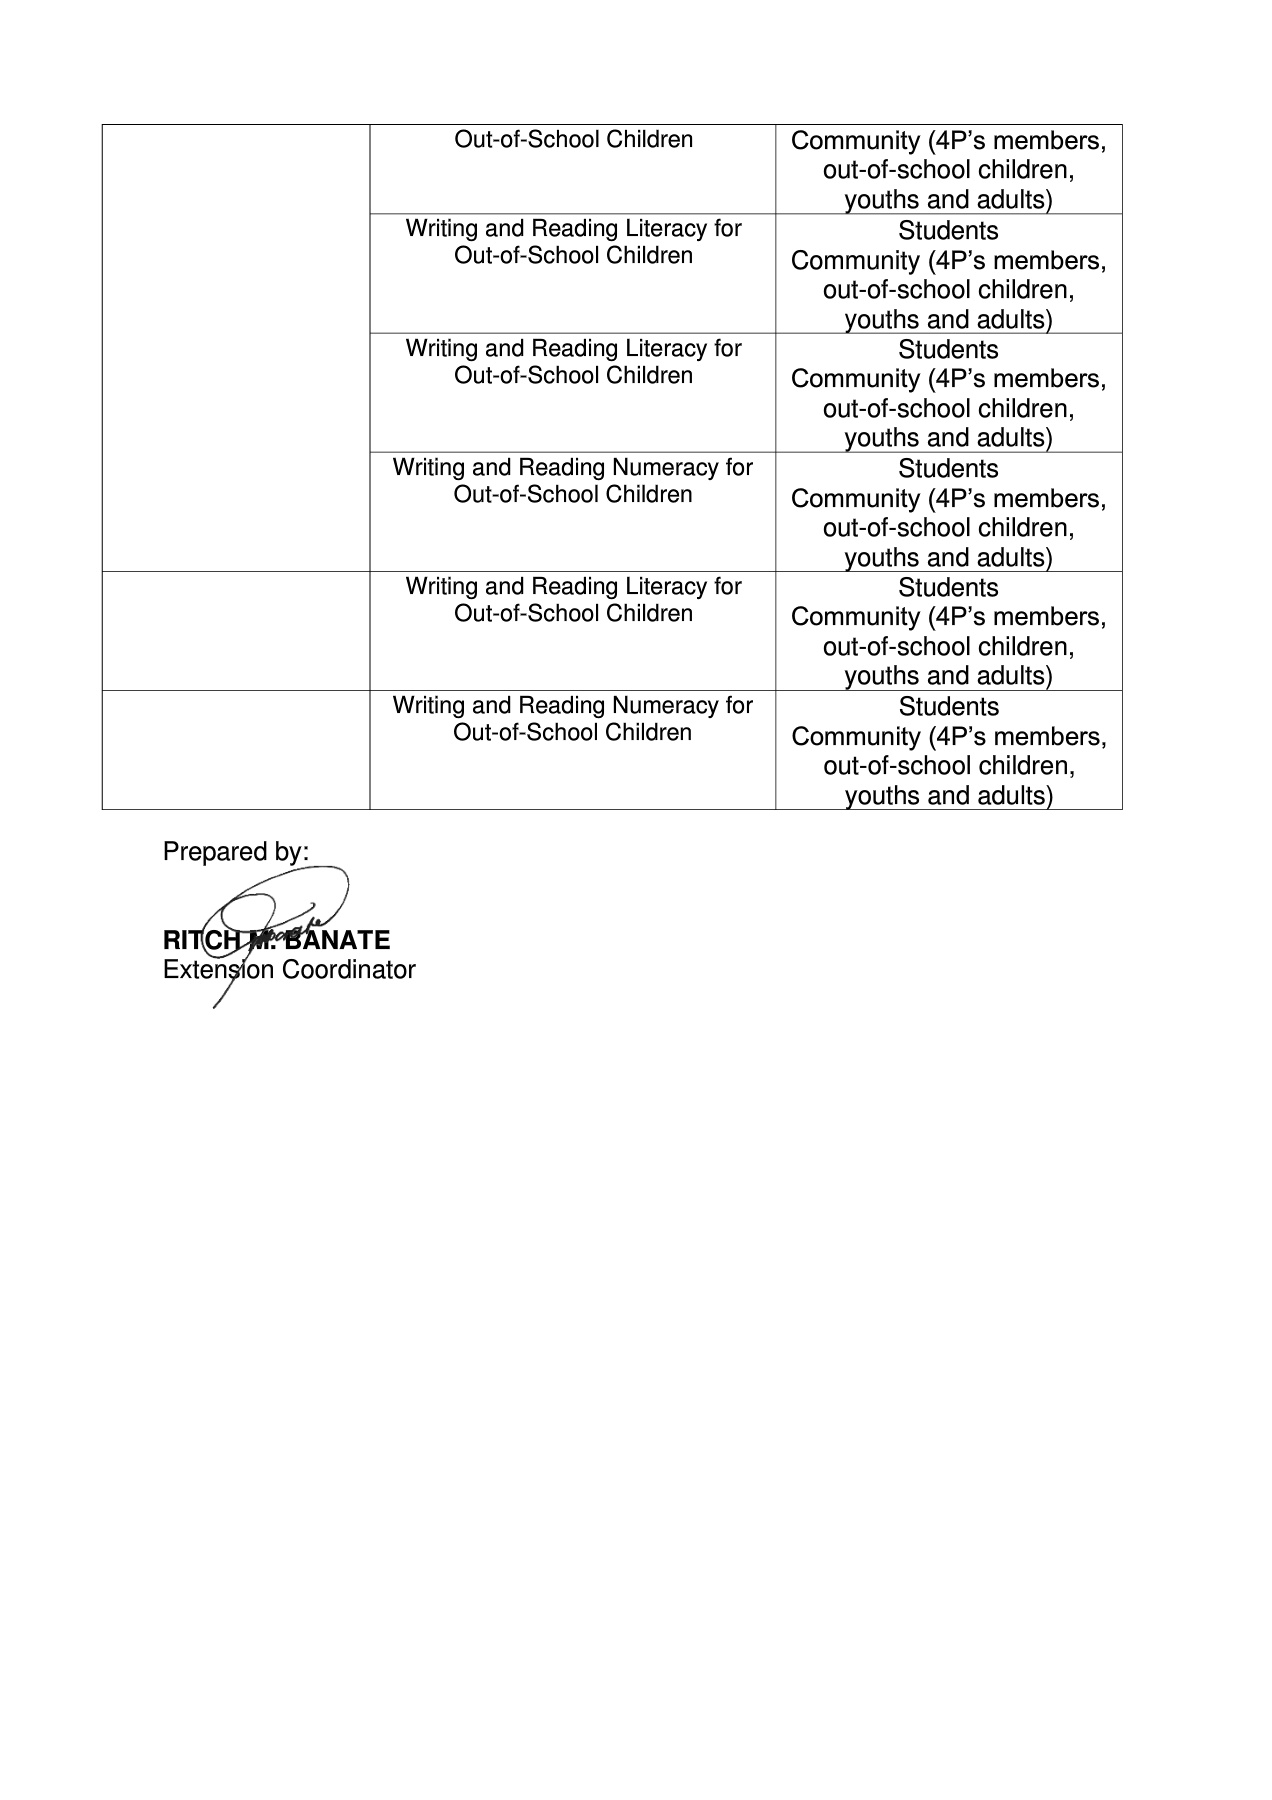 Out-of-School Children
Community (4P’s members,
out-of-school children,
youths and adults)
Writing and Reading Literacy for
Out-of-School Children
Students
Community (4P’s members,
out-of-school children,
youths and adults)
Writing and Reading Literacy for
Out-of-School Children
Students
Community (4P’s members,
out-of-school children,
youths and adults)
Writing and Reading Numeracy for
Out-of-School Children
Students
Community (4P’s members,
out-of-school children,
youths and adults)
Writing and Reading Literacy for
Out-of-School Children
Students
Community (4P’s members,
out-of-school children,
youths and adults)
Writing and Reading Numeracy for
Out-of-School Children
Students
Community (4P’s members,
out-of-school children,
youths and adults)
Prepared by:
RITCH M. BANATE
Extension Coordinator